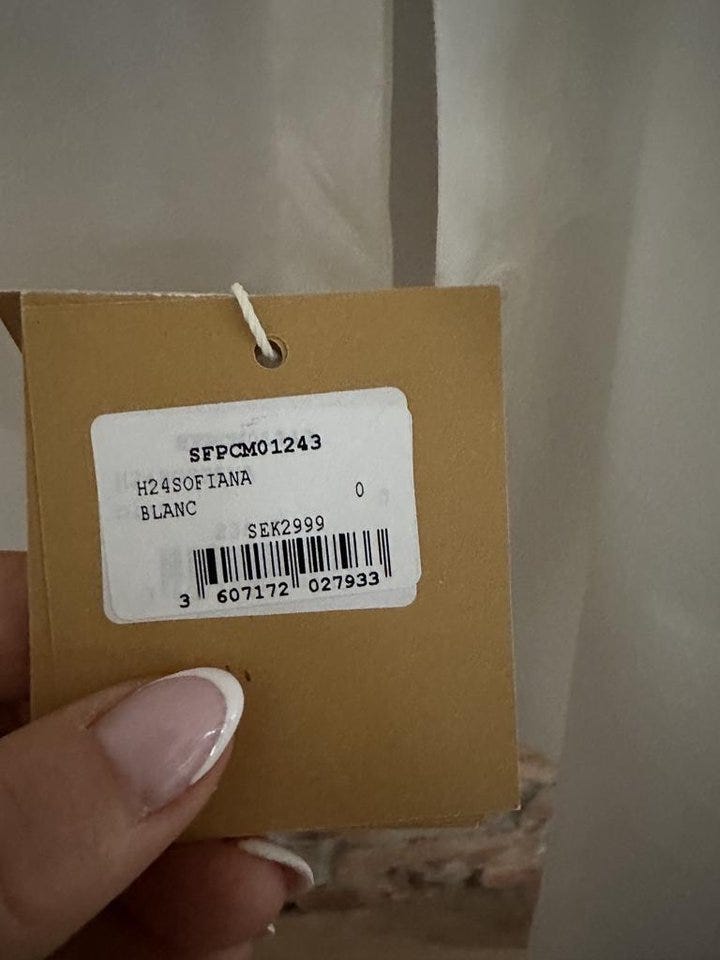 SFPCM01243
H24SOFIANA
BLANC 0
SEK2999
3 607172 027933